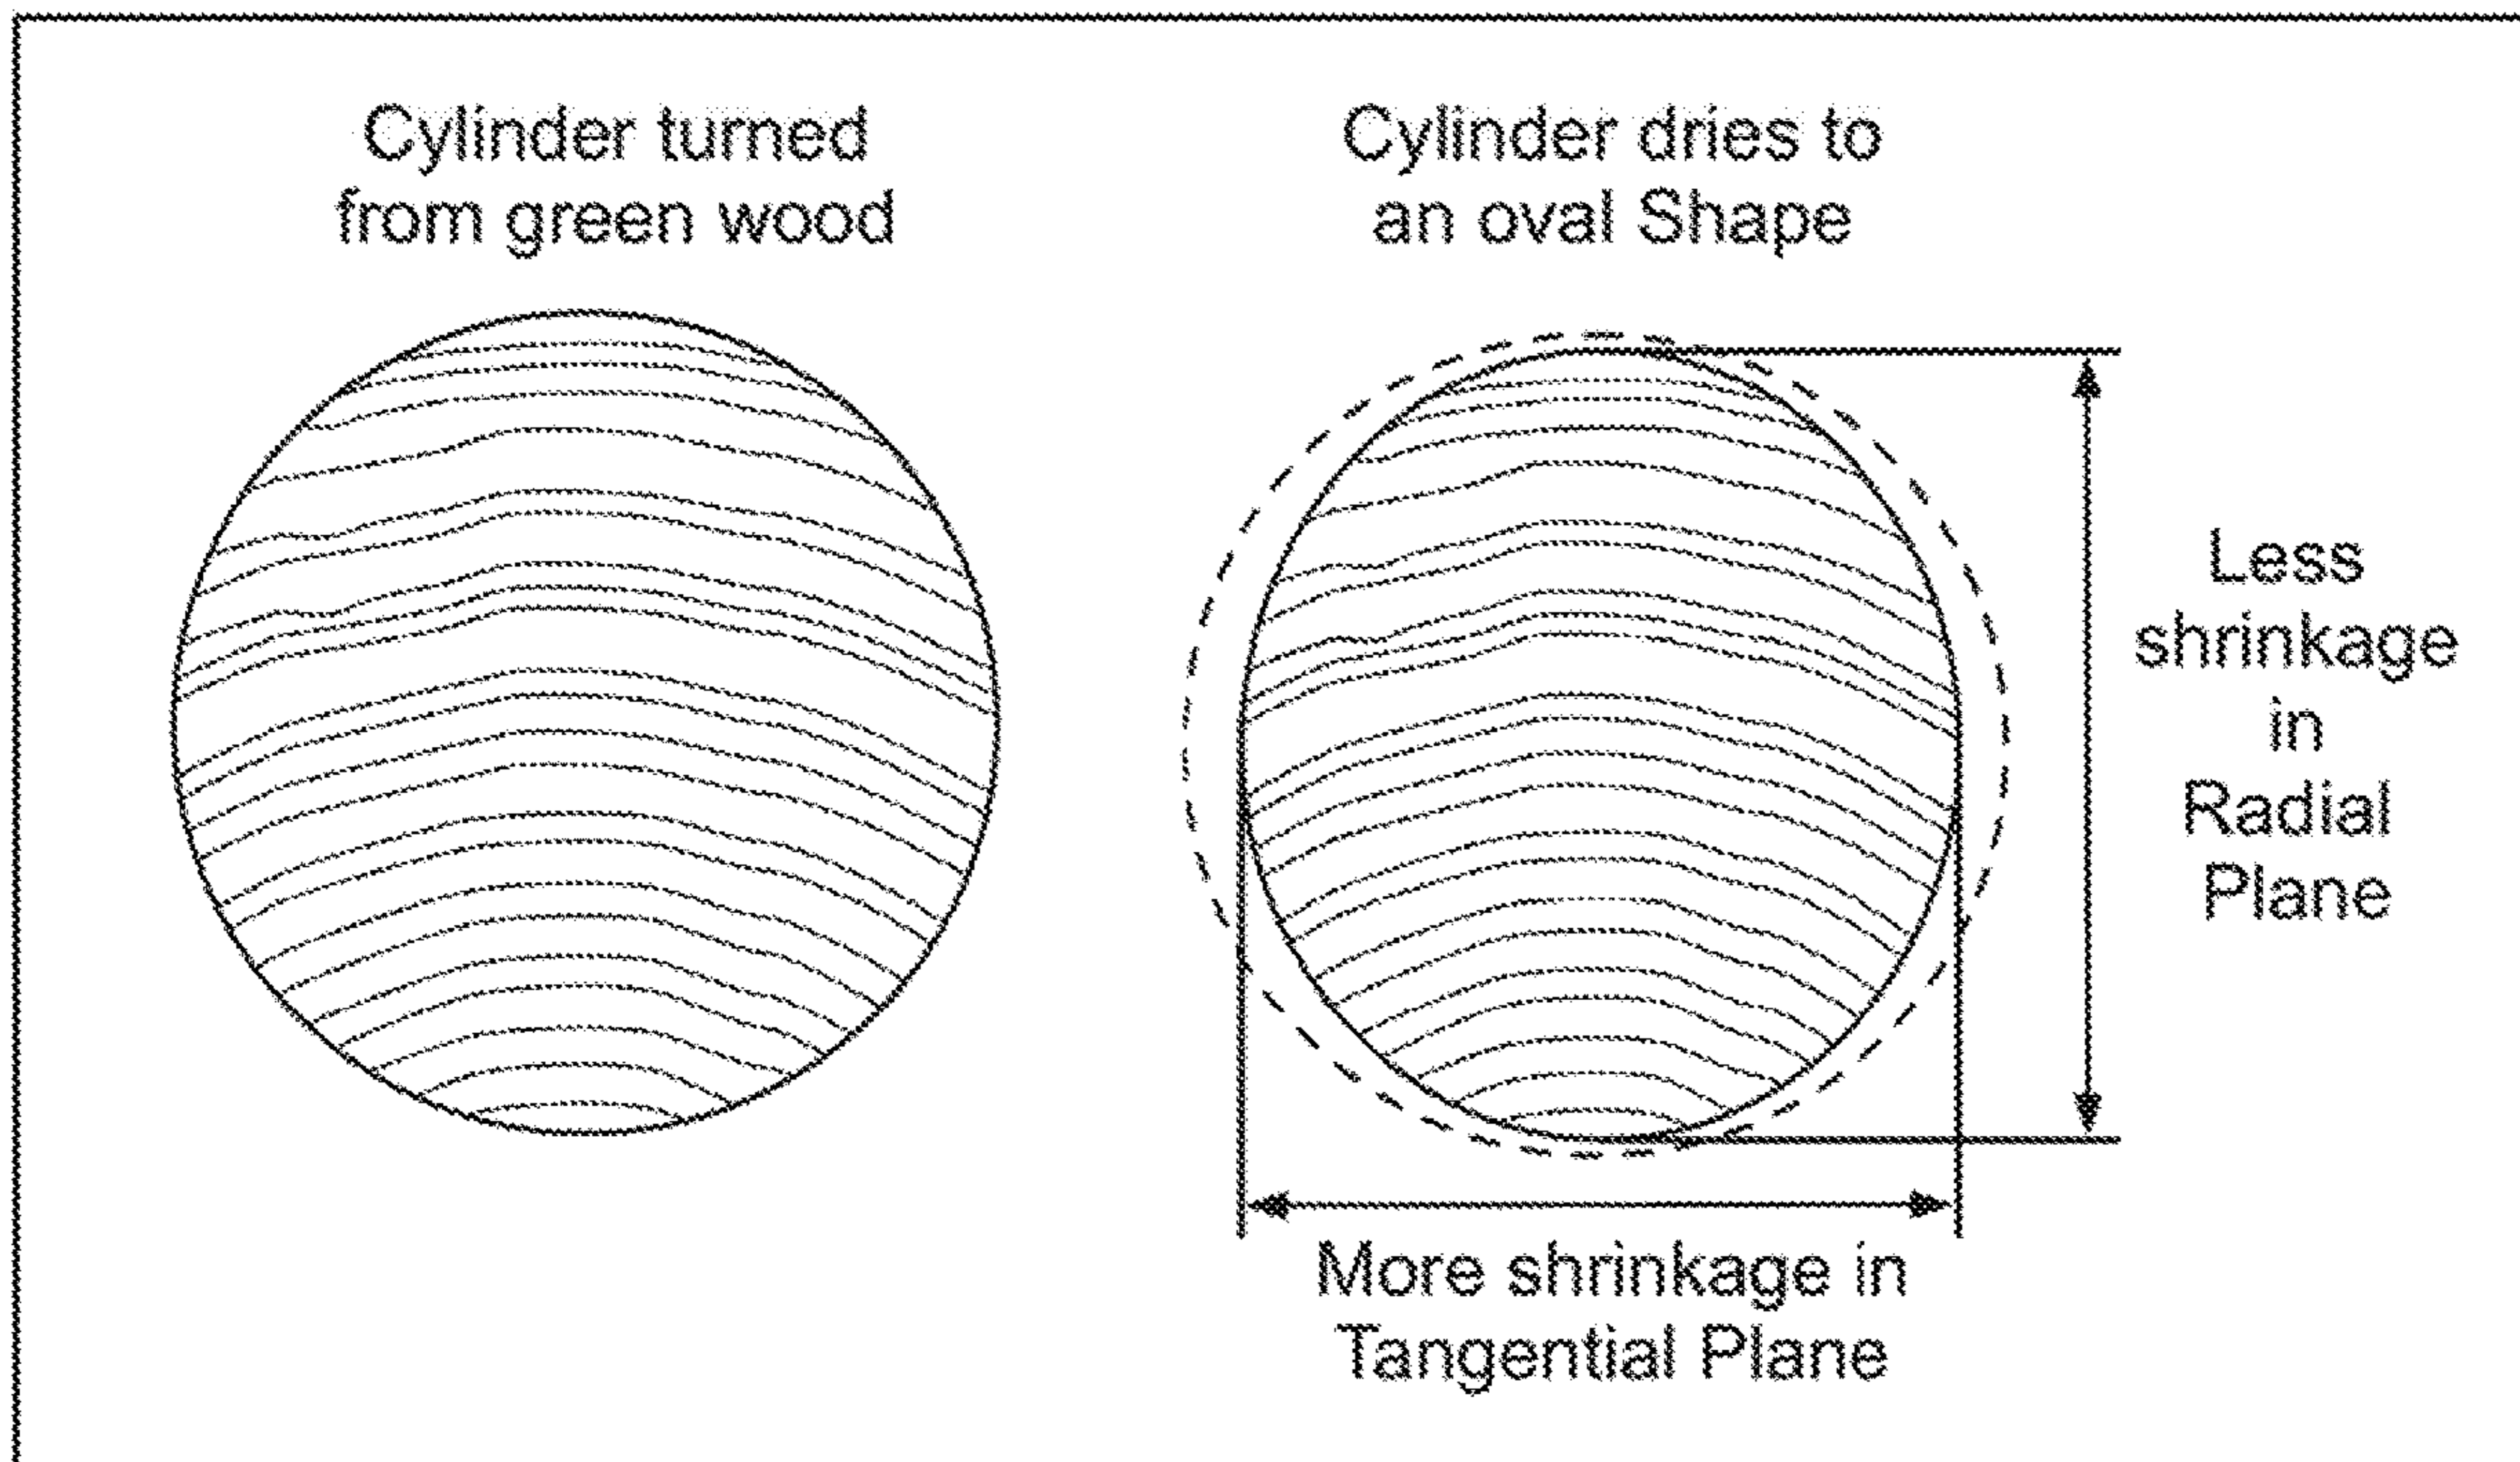 Cylinder turned
from green wood
Cylinder dries to
an oval Shape
Less
shrinkage
in
Radial
Plane
More shrinkage in
Tangential Plane